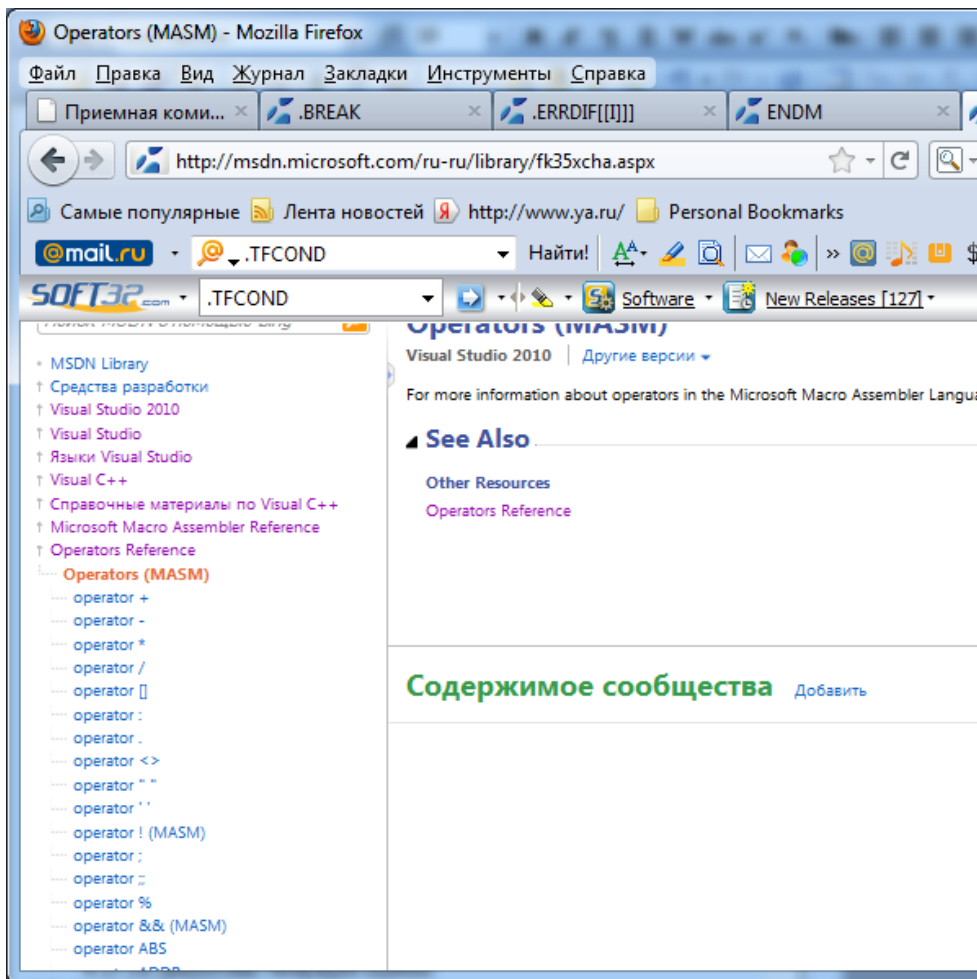 Operators (MASM) - Mozilla Firefox
Файл Правка Вид Журнал Закладки Инструменты Справка
Приемная коми... × .BREAK × .ERRDIF[[I]]] × ENDM ×
http://msdn.microsoft.com/ru-ru/library/fk35xcha.aspx
Самые популярные Лента новостей http://www.ya.ru/ Personal Bookmarks
@mail.ru .TFCOND Найти! »
SOFT32.com .TFCOND Software New Releases [127]
Operators (MASM)
Visual Studio 2010 Другие версии
For more information about operators in the Microsoft Macro Assembler
See Also
Other Resources
Operators Reference
MSDN Library
Средства разработки
Visual Studio 2010
Visual Studio
Языки Visual Studio
Visual C++
Справочные материалы по Visual C++
Microsoft Macro Assembler Reference
Operators Reference
Operators (MASM)
operator +
operator -
operator *
operator /
operator []
operator :
operator .
operator <>
operator " "
operator ' '
operator ! (MASM)
operator ;
operator ;;
operator %
operator && (MASM)
operator ABS
Содержимое сообщества Добавить